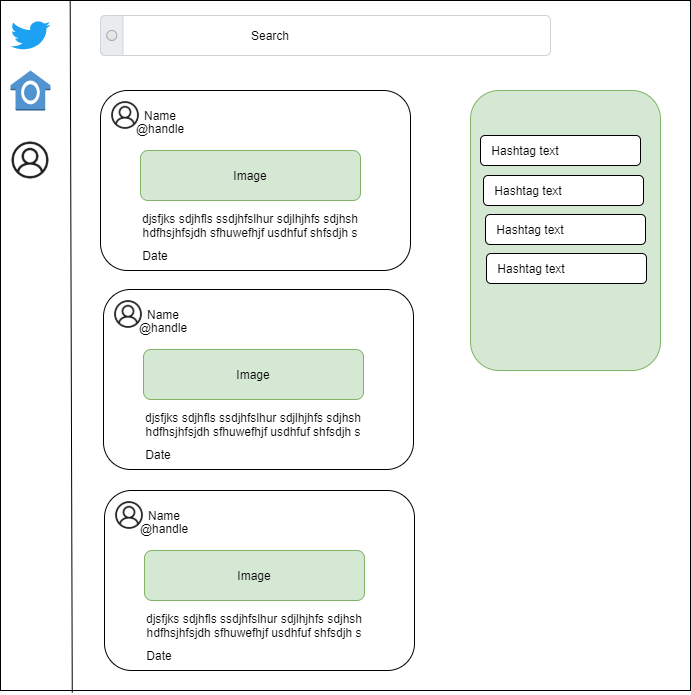 Search
Name
@handle
Image
djsfjks sdjhfls ssdjhfslhur sdjlhjhfs sdjhsh
hdfhsjhfsjdh sfhuwefhjf usdhfuf shfsdjh s
Date
Name
@handle
Image
djsfjks sdjhfls ssdjhfslhur sdjlhjhfs sdjhsh
hdfhsjhfsjdh sfhuwefhjf usdhfuf shfsdjh s
Date
Name
@handle
Image
djsfjks sdjhfls ssdjhfslhur sdjlhjhfs sdjhsh
hdfhsjhfsjdh sfhuwefhjf usdhfuf shfsdjh s
Date
Hashtag text
Hashtag text
Hashtag text
Hashtag text